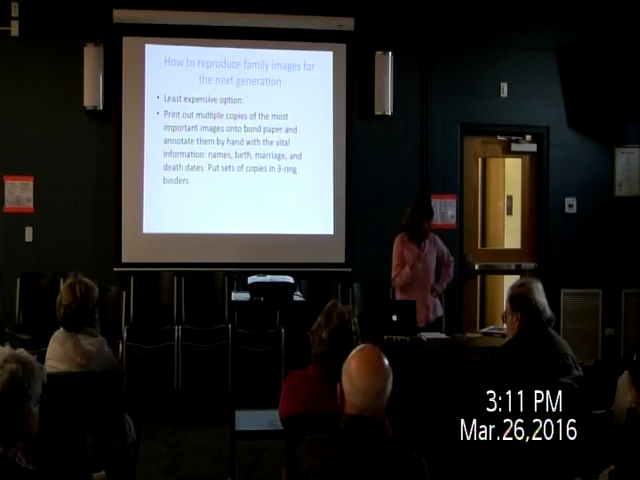 How to reproduce family images for
the next generation
• Least expensive option:
• Print out multiple copies of the most
important images onto bond paper and
annotate them by hand with the vital
information: names, birth, marriage, and
death dates. Put sets of copies in 3-ring
binders.
3:11 PM
Mar.26,2016